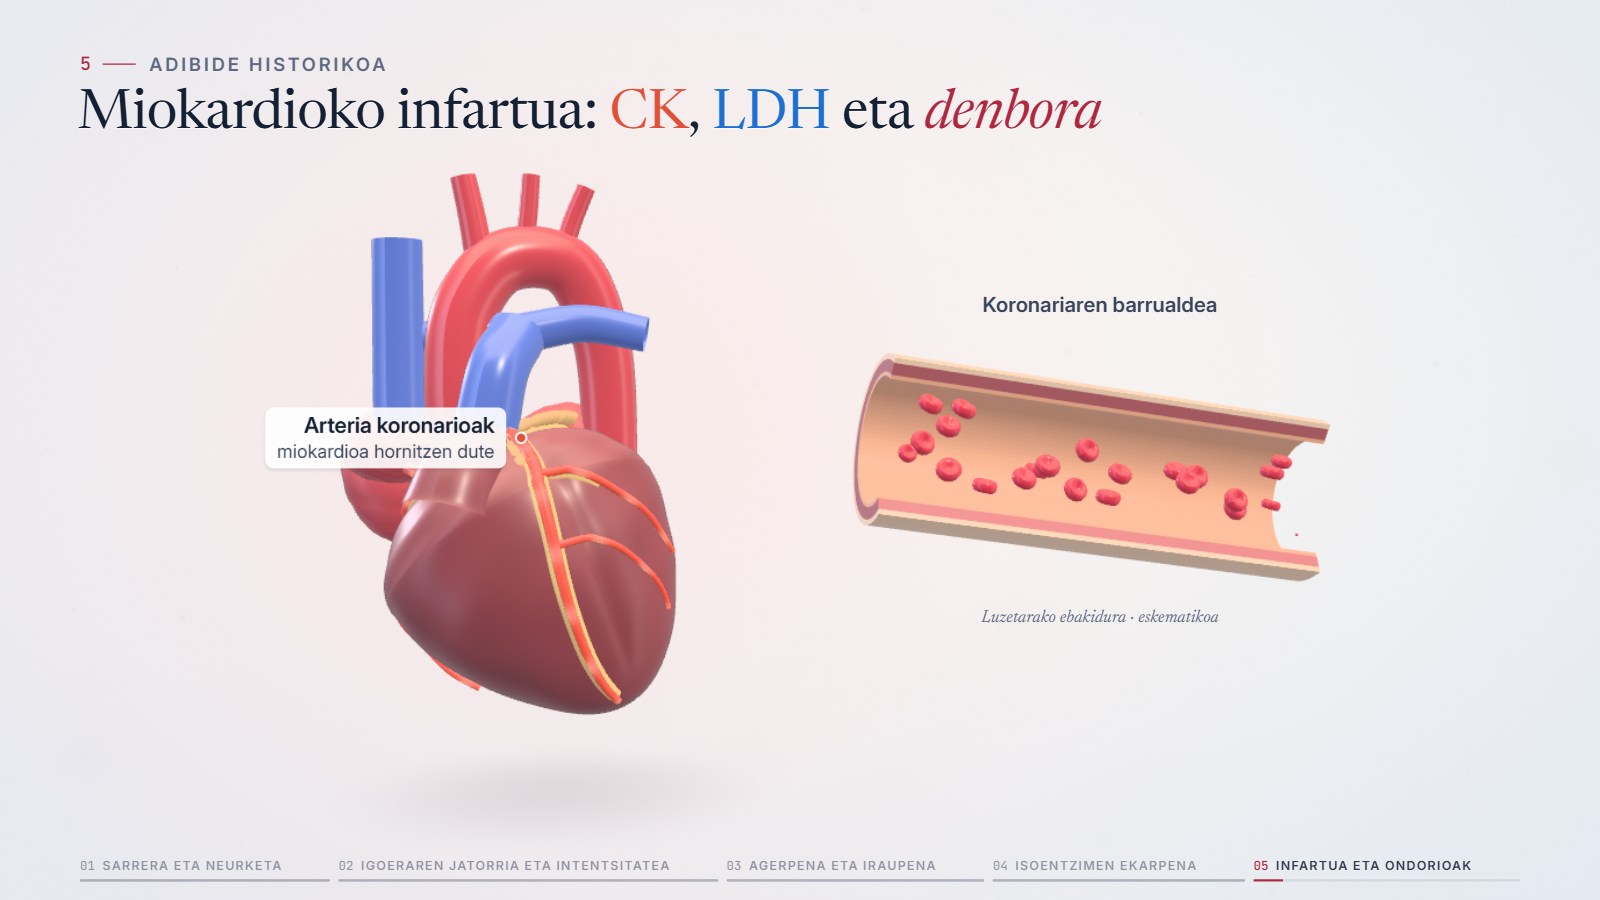 5 — ADIBIDE HISTORIKOA
Miokardioko infartua: CK, LDH eta denbora
Arteria koronarioak
miokardioa hornitzen dute
Koronariaren barrualdea
Luzetarako ebakidura · eskematikoa
01 SARRERA ETA NEURKETA
02 IGOERAREN JATORRIA ETA INTENTSITATEA
03 AGERPENA ETA IRAUPENA
04 ISOENTZIMEN EKARPENA
05 INFARTUA ETA ONDORIOAK